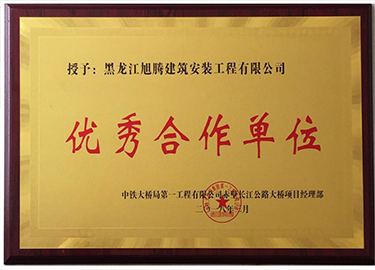 授予：黑龙江旭腾建筑安装工程有限公司
优秀合作单位
中铁大桥局第一工程有限公司赤壁长江公路大桥项目经理部